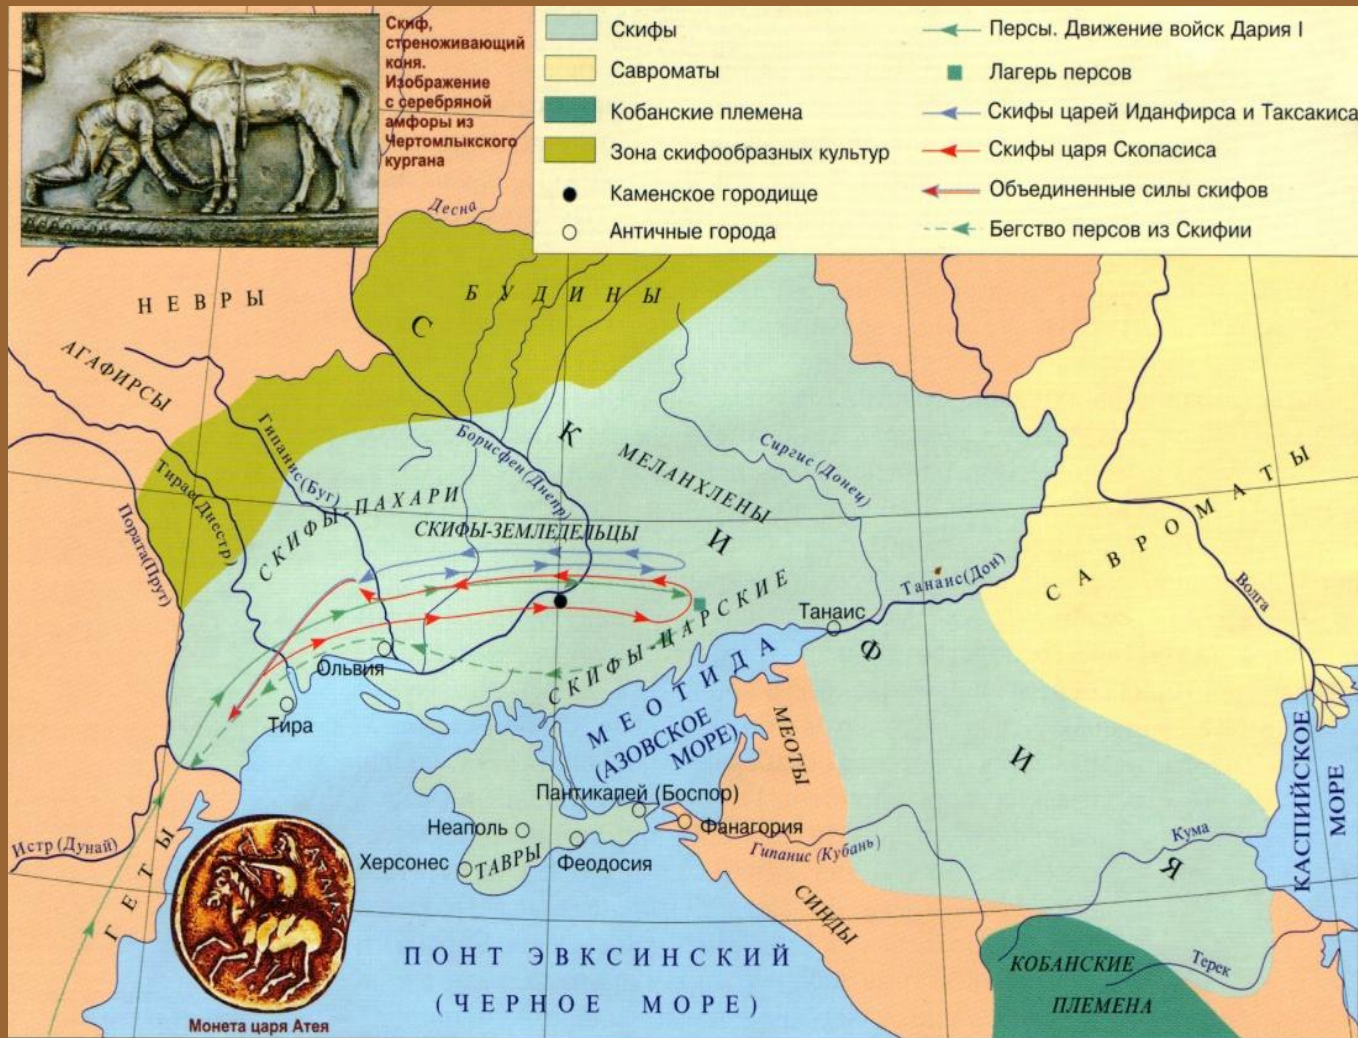 Скиф,
стреноживающий
коня.
Изображение
с серебряной
амфоры из
Чертомлыкского
кургана
Скифы
Савроматы
Кобанские племена
Зона скифообразных культур
Каменское городище
Античные города
Персы. Движение войск Дария I
Лагерь персов
Скифы царей Иданфирса и Таксакиса
Скифы царя Скопасиса
Объединенные силы скифов
Бегство персов из Скифии
Десна
НЕВРЫ
БУДИНЫ
АГАФИРСЫ
СКИФИЯ
Гипанис(Буг)
Борисфен(Днепр)
Тирас(Днестр)
Пората(Прут)
МЕЛАНХЛЕНЫ
Сиргис(Донец)
СКИФЫ-ПАХАРИ
СКИФЫ-ЗЕМЛЕДЕЛЬЦЫ
САВРОМАТЫ
Волга
Танаис(Дон)
Танаис
СКИФЫ-ЦАРСКИЕ
Ольвия
Тира
МЕОТИДА
(АЗОВСКОЕ
МОРЕ)
МЕОТЫ
Пантикапей (Боспор)
Неаполь
Фанагория
Херсонес
ТАВРЫ
Феодосия
Гипанис (Кубань)
Кума
КАСПИЙСКОЕ
МОРЕ
Истр(Дунай)
ГЕТЫ
СИНДЫ
ПОНТ ЭВКСИНСКИЙ
(ЧЕРНОЕ МОРЕ)
КОБАНСКИЕ
ПЛЕМЕНА
Терек
Монета царя Атея